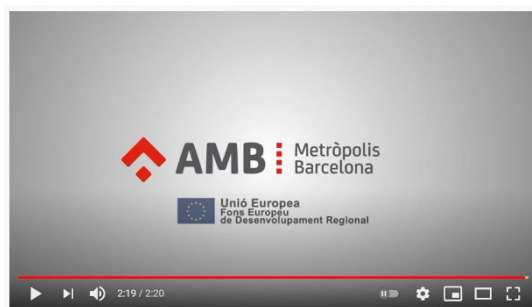 AMB Metròpolis
Barcelona
Unió Europea
Fons Europeu
de Desenvolupament Regional
2:19 / 2:20